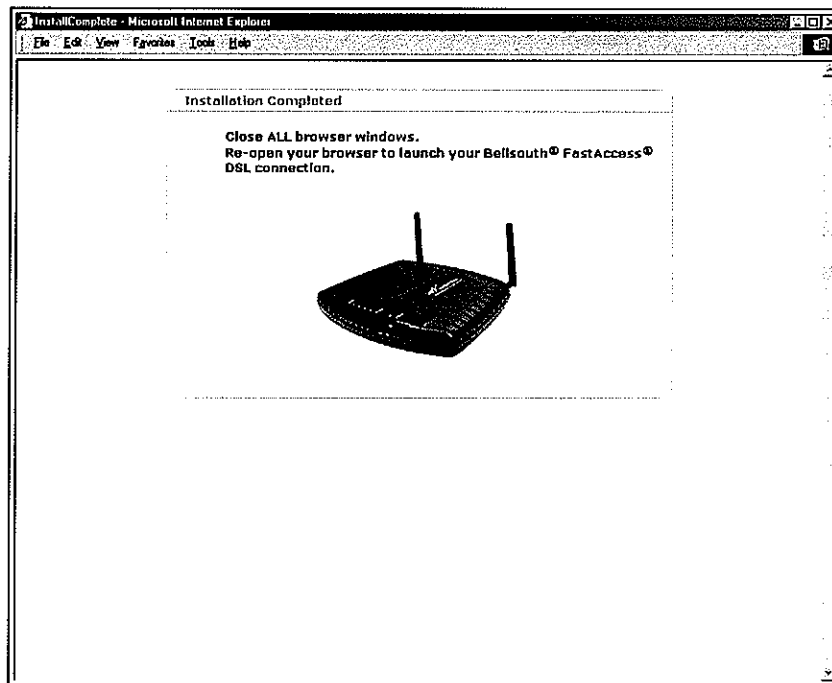 InstallComplete - Microsoft Internet Explorer
File Edit View Favorites Tools Help
Installation Completed
Close ALL browser windows.
Re-open your browser to launch your Bellsouth® FastAccess®
DSL connection.